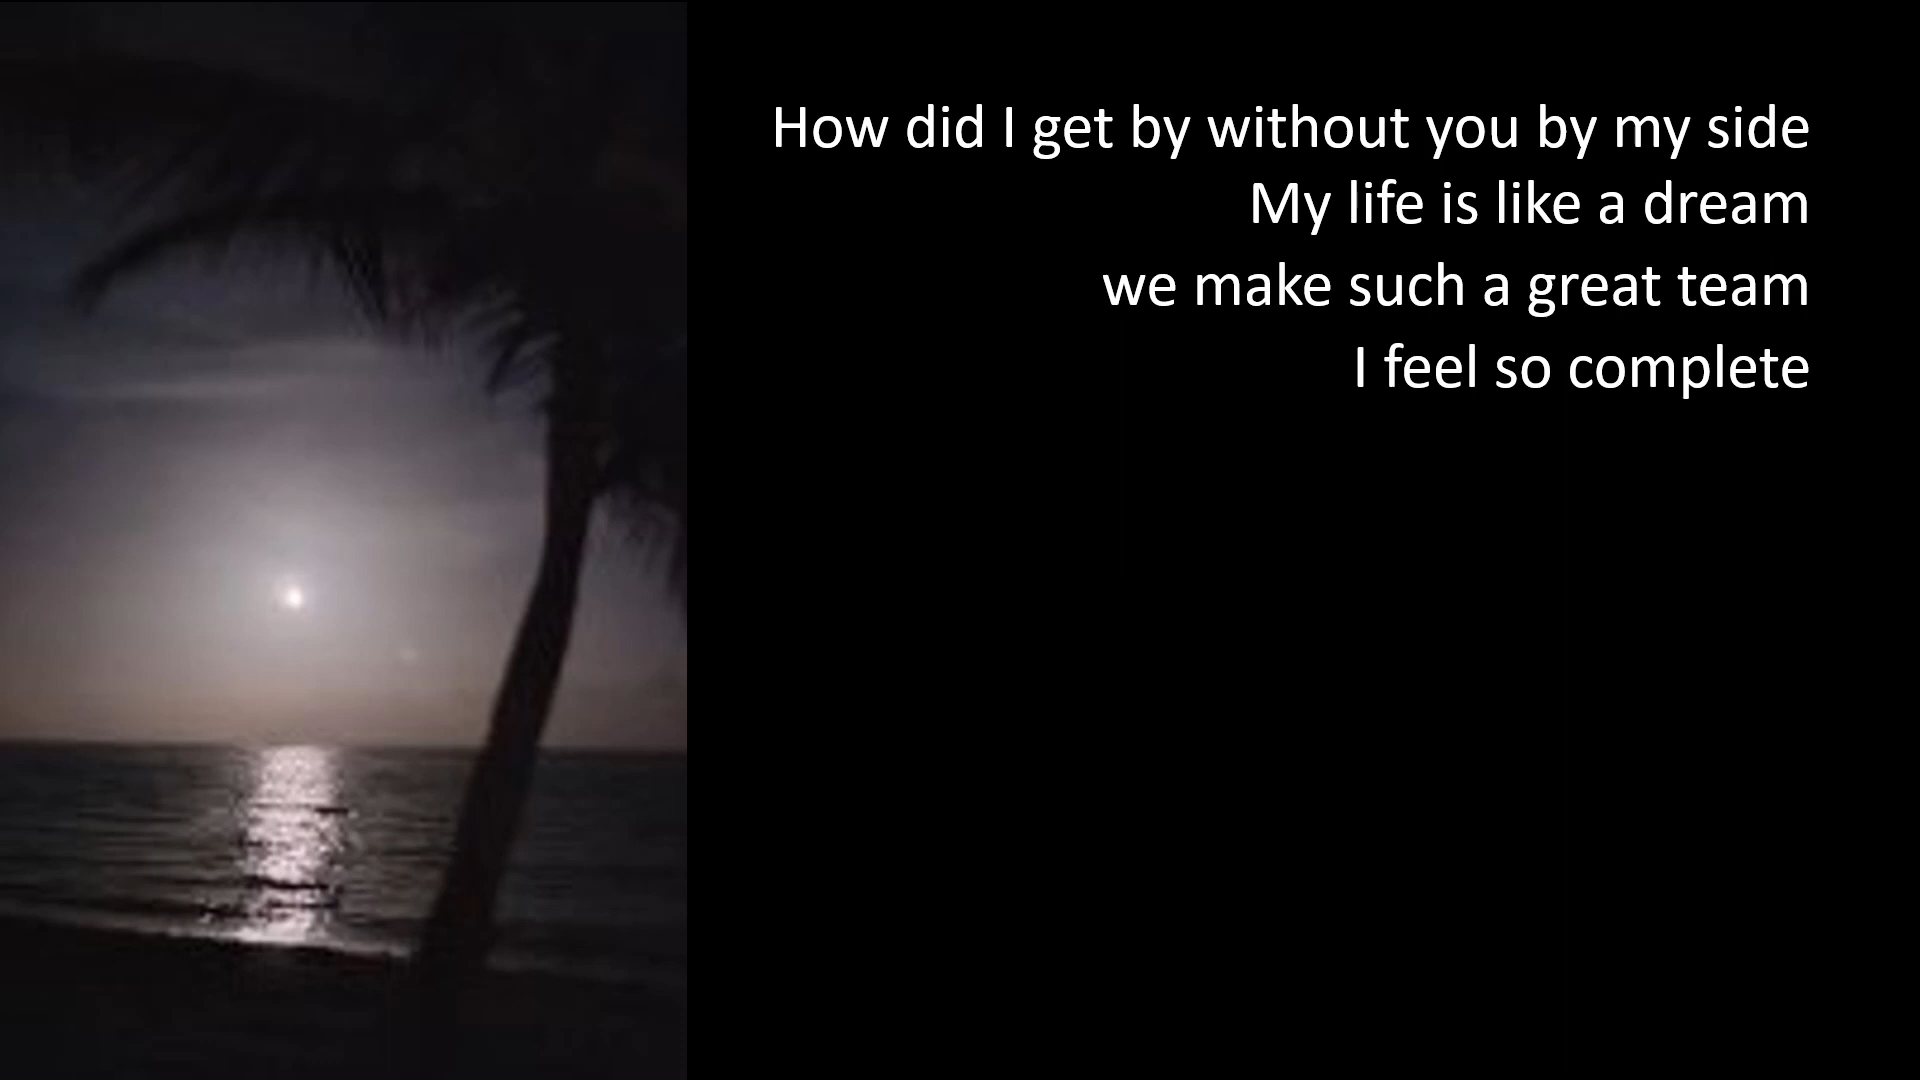 How did I get by without you by my side
My life is like a dream
we make such a great team
I feel so complete